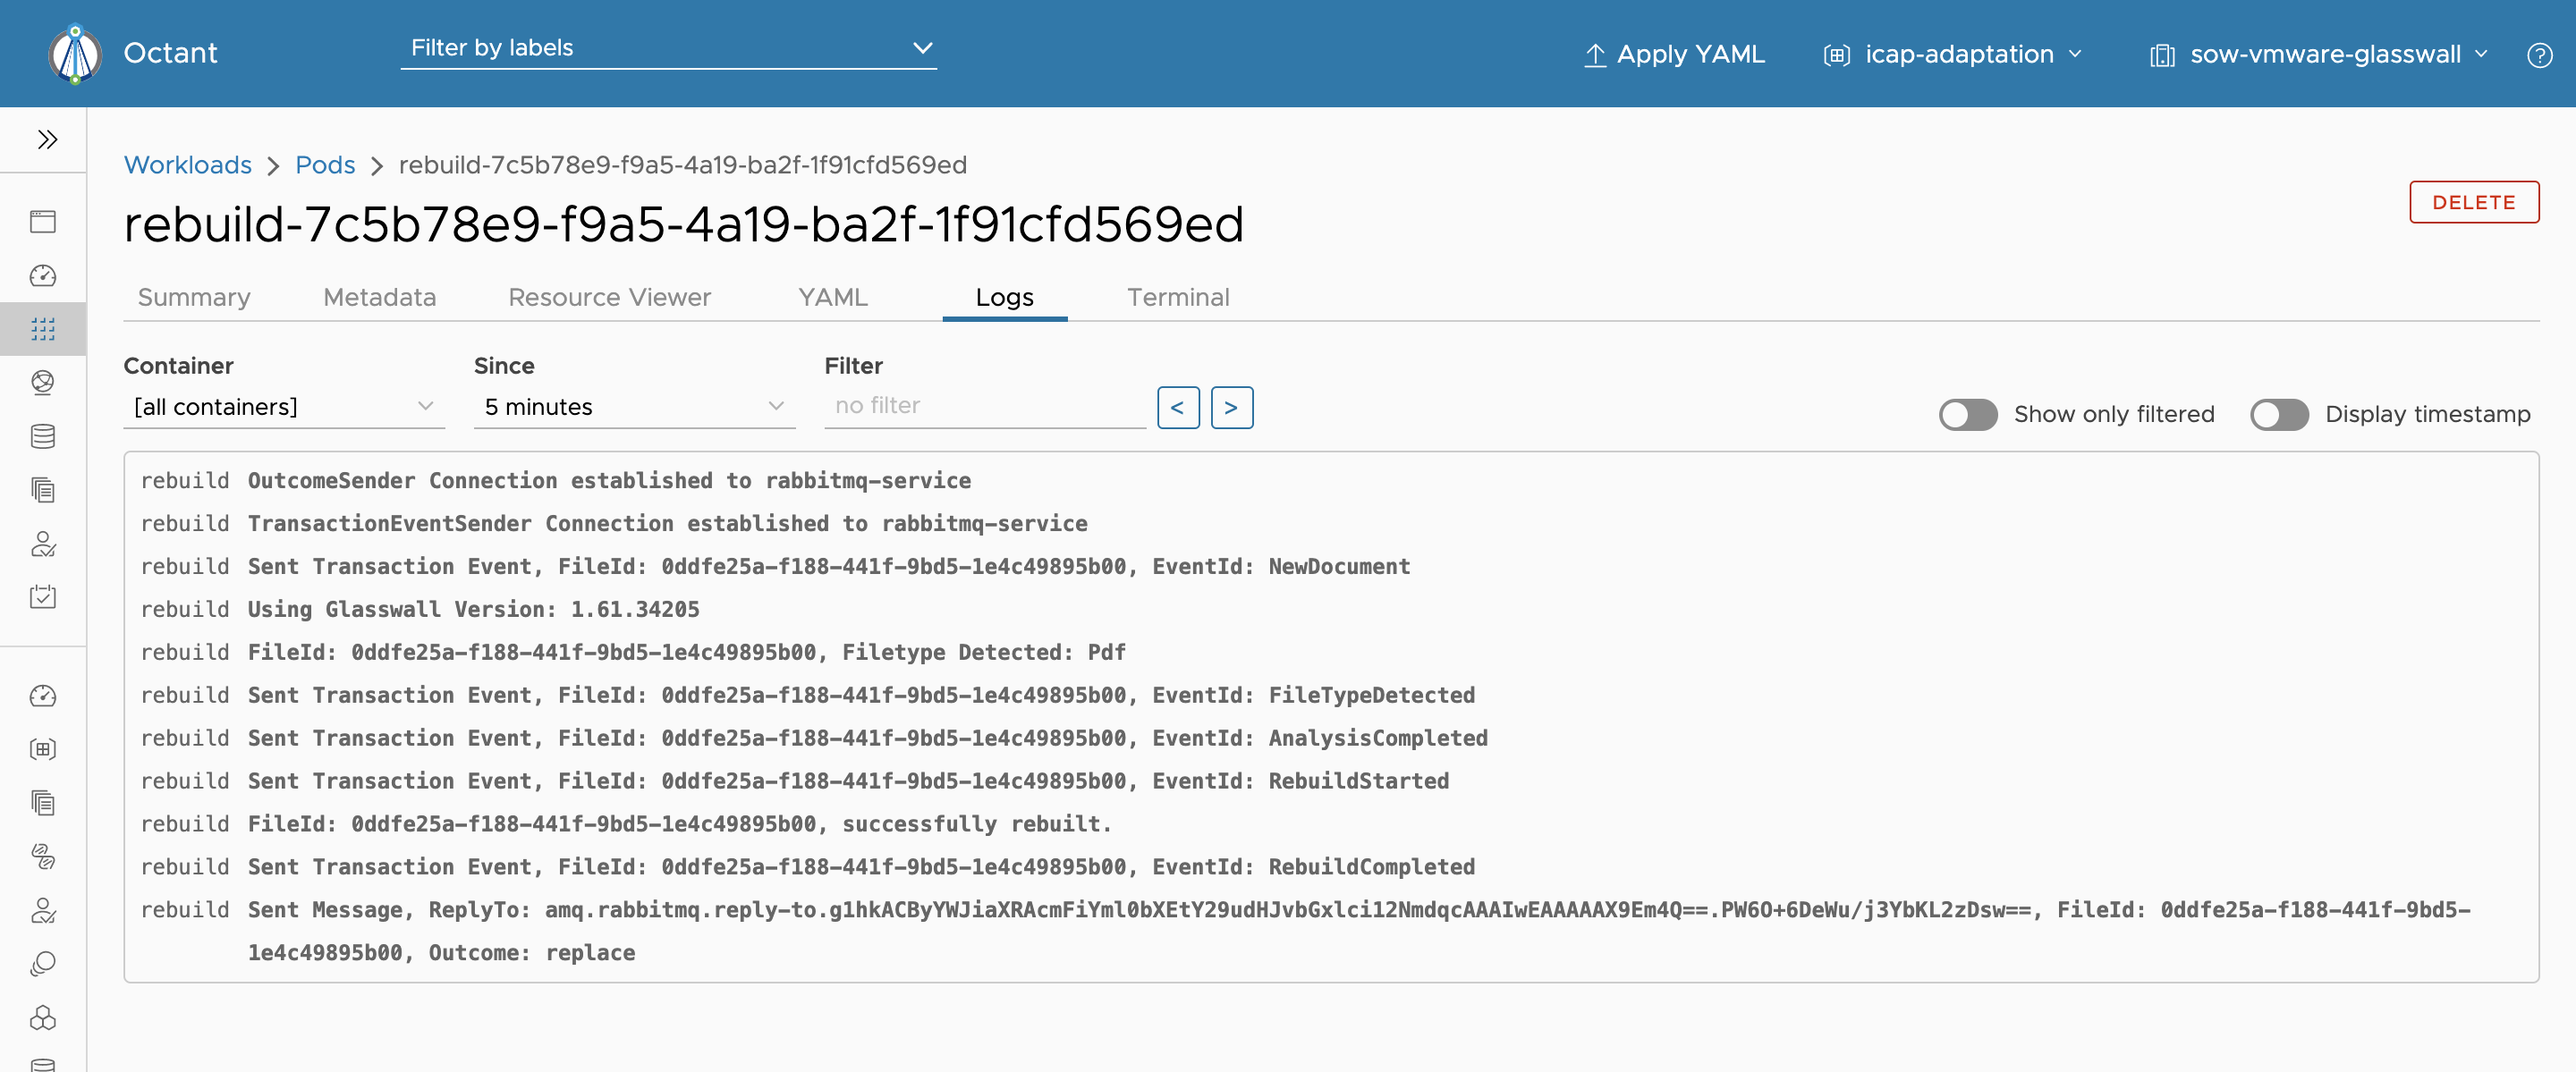 Octant
Filter by labels
Apply YAML
icap-adaptation
sow-vmware-glasswall
Workloads > Pods > rebuild-7c5b78e9-f9a5-4a19-ba2f-1f91cfd569ed
rebuild-7c5b78e9-f9a5-4a19-ba2f-1f91cfd569ed
DELETE
Summary Metadata Resource Viewer YAML Logs Terminal
Container Since Filter
[all containers] 5 minutes no filter < > Show only filtered Display timestamp
rebuild OutcomeSender Connection established to rabbitmq-service
rebuild TransactionEventSender Connection established to rabbitmq-service
rebuild Sent Transaction Event, FileId: 0ddfe25a-f188-441f-9bd5-1e4c49895b00, EventId: NewDocument
rebuild Using Glasswall Version: 1.61.34205
rebuild FileId: 0ddfe25a-f188-441f-9bd5-1e4c49895b00, Filetype Detected: Pdf
rebuild Sent Transaction Event, FileId: 0ddfe25a-f188-441f-9bd5-1e4c49895b00, EventId: FileTypeDetected
rebuild Sent Transaction Event, FileId: 0ddfe25a-f188-441f-9bd5-1e4c49895b00, EventId: AnalysisCompleted
rebuild Sent Transaction Event, FileId: 0ddfe25a-f188-441f-9bd5-1e4c49895b00, EventId: RebuildStarted
rebuild FileId: 0ddfe25a-f188-441f-9bd5-1e4c49895b00, successfully rebuilt.
rebuild Sent Transaction Event, FileId: 0ddfe25a-f188-441f-9bd5-1e4c49895b00, EventId: RebuildCompleted
rebuild Sent Message, ReplyTo: amq.rabbitmq.reply-to.g1hkACByYWJiaXRAcmFiYml0bXEtY29udHJvbGxlci12NmdqcAAAIwEAAAAAX9Em4Q==.PW6O+6DeWu/j3YbKL2zDsw==, FileId: 0ddfe25a-f188-441f-9bd5-
1e4c49895b00, Outcome: replace